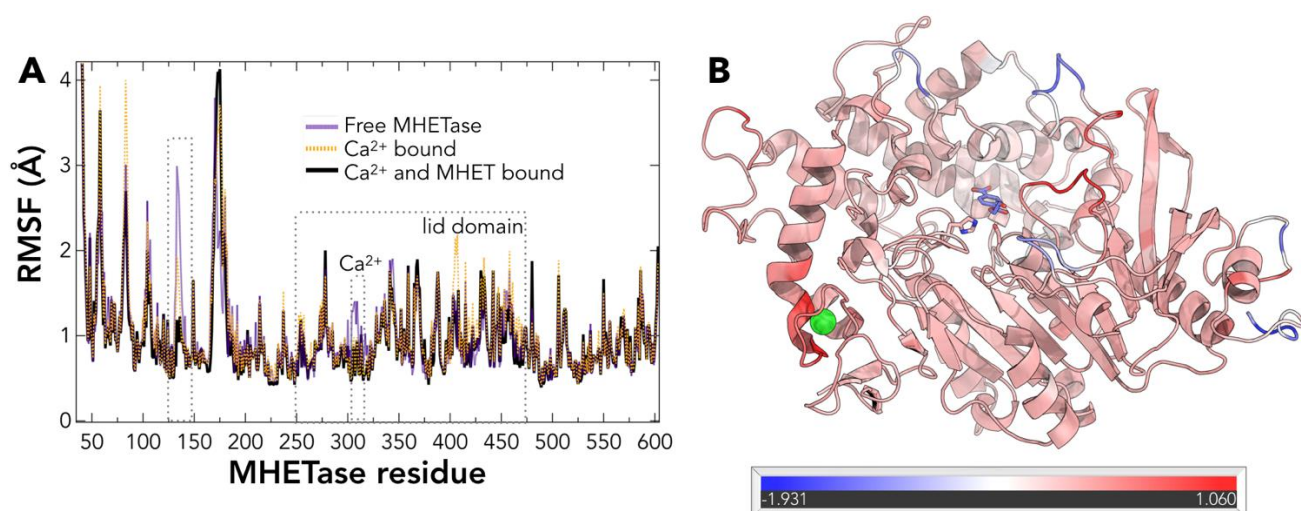 A
B
4
3
2
1
0
RMSF (Å)
Free MHETase
Ca²⁺ bound
Ca²⁺ and MHET bound
lid domain
Ca²⁺
50 100 150 200 250 300 350 400 450 500 550 600
MHETase residue
-1.931 1.060